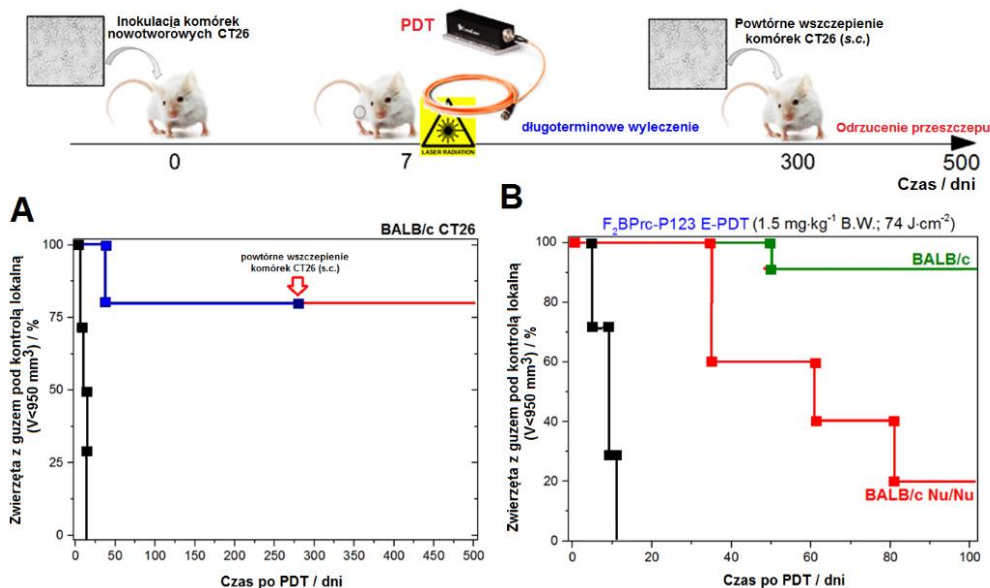 Inokulacja komórek
nowotworowych CT26
PDT
Powtórne wszczepienie
komórek CT26 (s.c.)
LASER RADIATION
długoterminowe wyleczenie
Odrzucenie przeszczepu
0
7
300
500
Czas / dni
A
BALB/c CT26
powtórne wszczepienie
komórek CT26 (s.c.)
Zwierzęta z guzem pod kontrolą lokalną
(V<950 mm³) / %
100
75
50
25
0
0 50 100 150 200 250 300 350 400 450 500
Czas po PDT / dni
B
F₂BPrc-P123 E-PDT (1.5 mg·kg⁻¹ B.W.; 74 J·cm⁻²)
BALB/c
BALB/c Nu/Nu
Zwierzęta z guzem pod kontrolą lokalną
(V<950 mm³) / %
100
80
60
40
20
0
0 20 40 60 80 100
Czas po PDT / dni